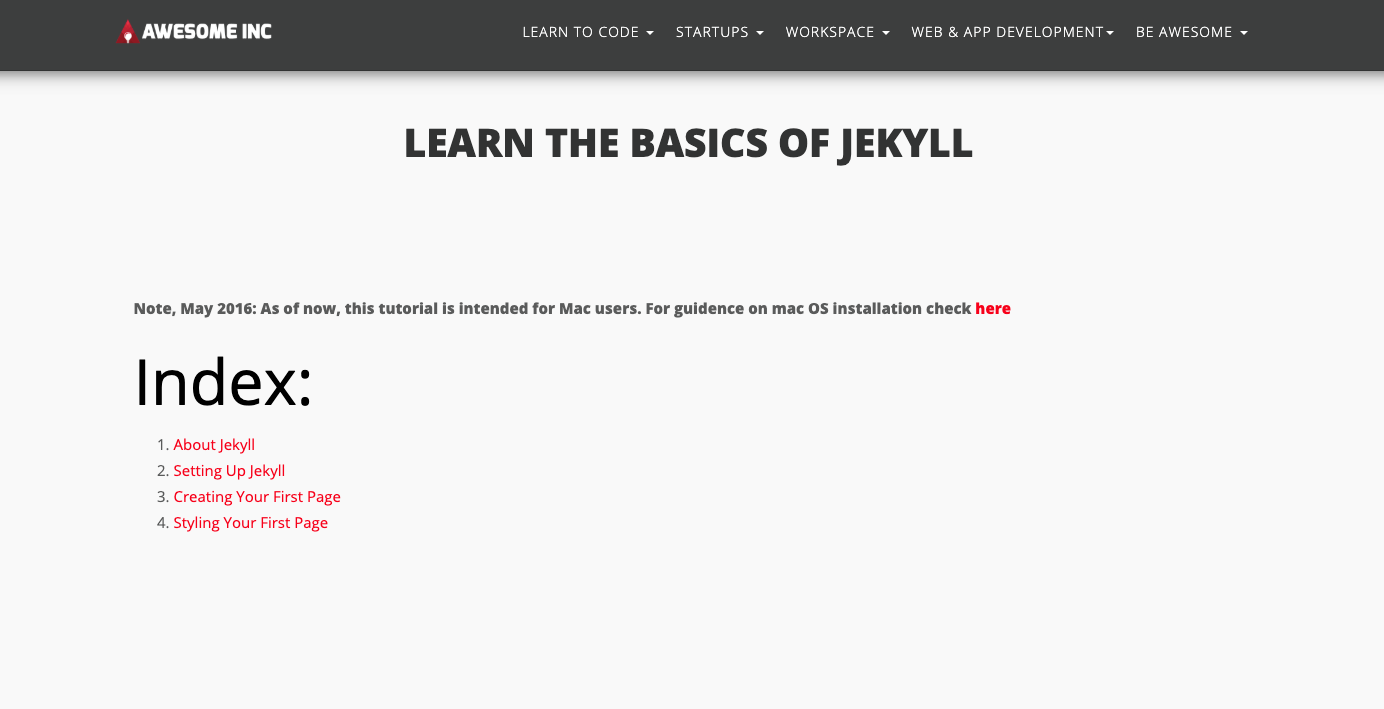 AWESOME INC
LEARN TO CODE STARTUPS WORKSPACE WEB & APP DEVELOPMENT BE AWESOME
LEARN THE BASICS OF JEKYLL
Note, May 2016: As of now, this tutorial is intended for Mac users. For guidence on mac OS installation check here
Index:
1. About Jekyll
2. Setting Up Jekyll
3. Creating Your First Page
4. Styling Your First Page